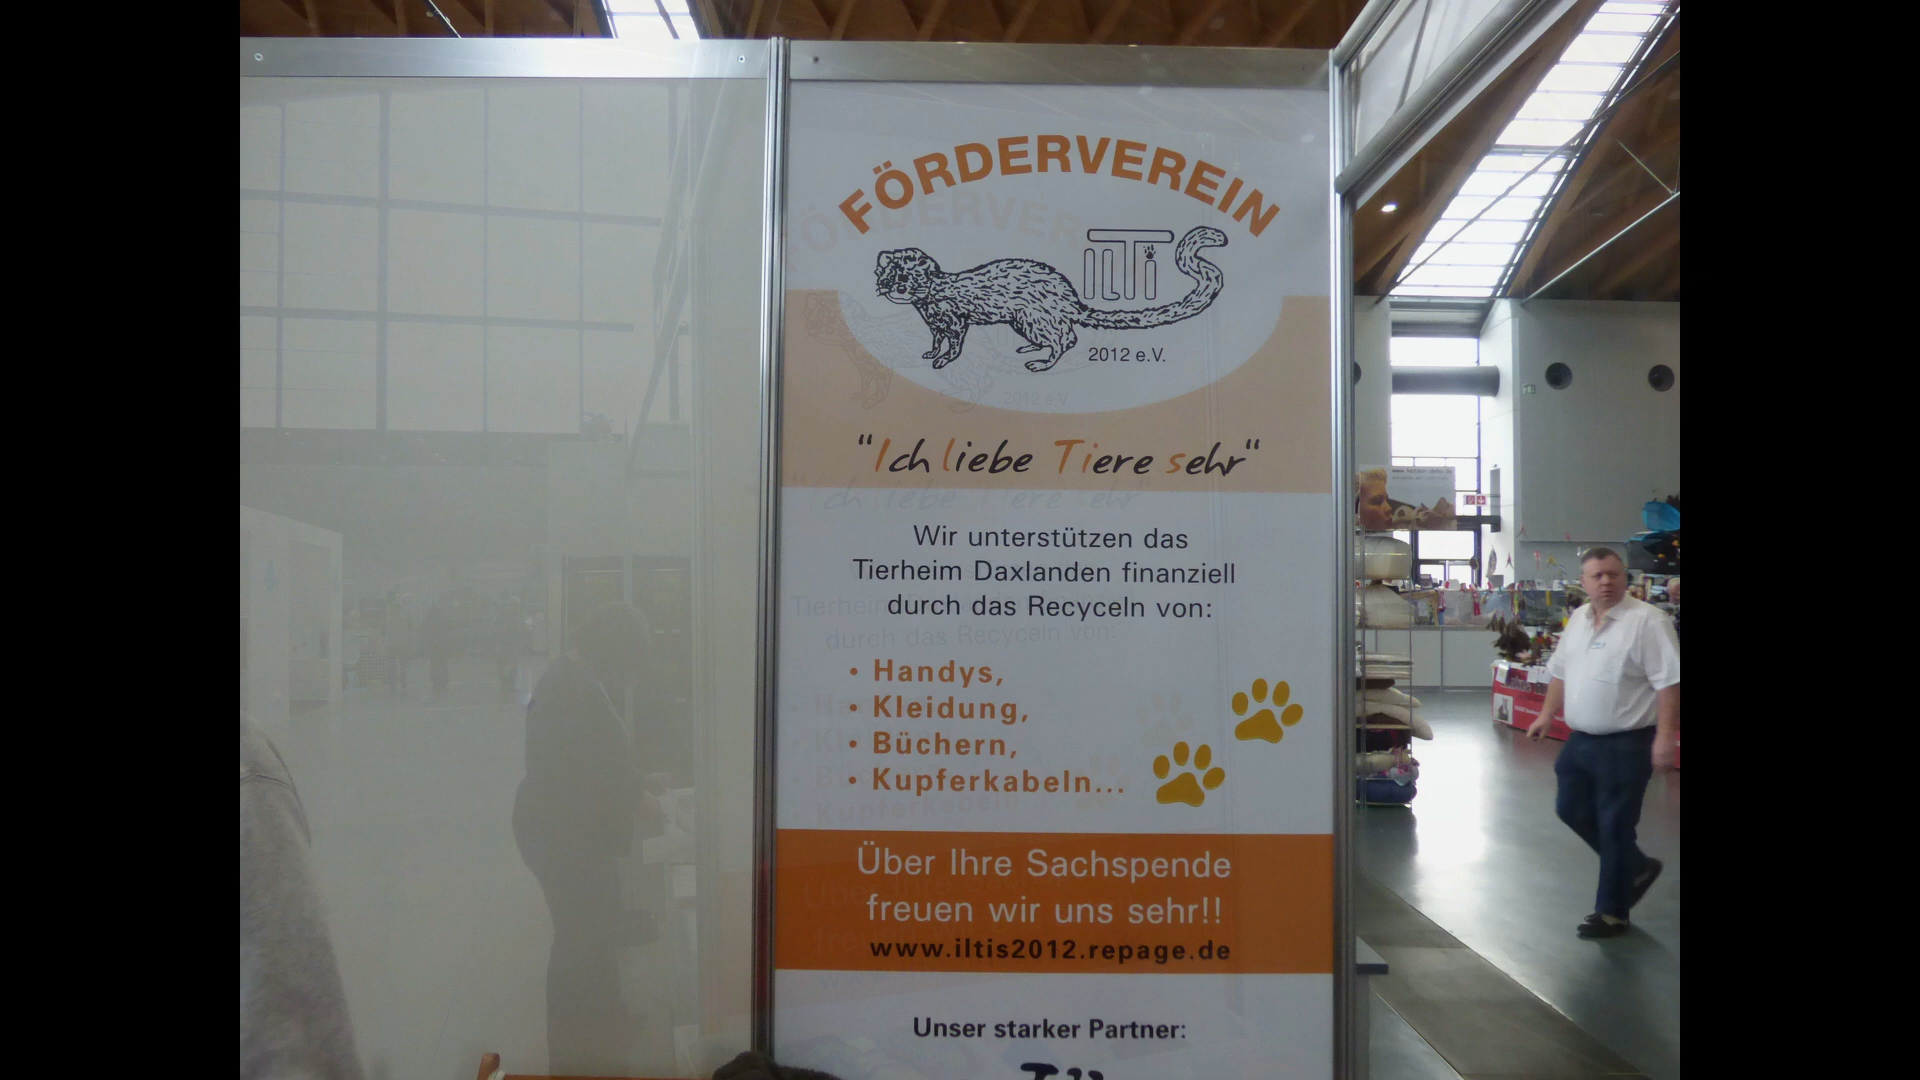 FÖRDERVEREIN
ILTIS
2012 e.V.
"Ich liebe Tiere sehr"
Wir unterstützen das
Tierheim Daxlanden finanziell
durch das Recyceln von:
• Handys,
• Kleidung,
• Büchern,
• Kupferkabeln...
Über Ihre Sachspende
freuen wir uns sehr!!
www.iltis2012.repage.de
Unser starker Partner: